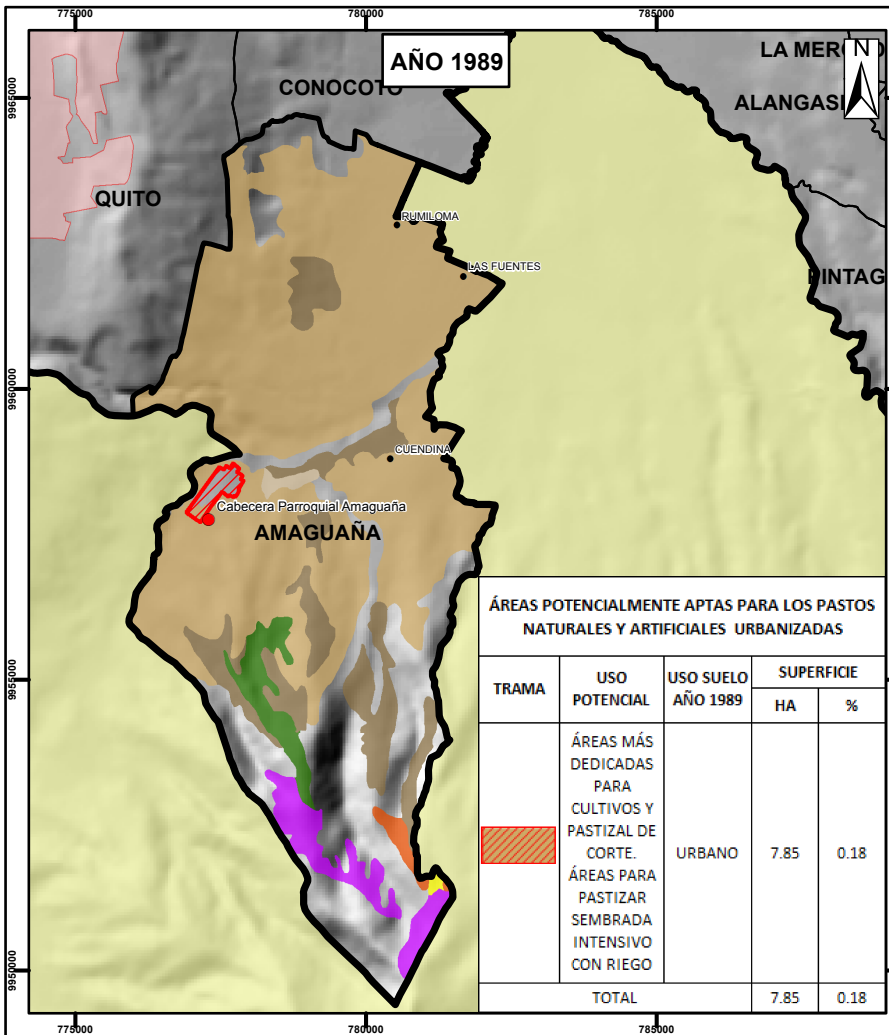 775000
780000
785000
AÑO 1989
N
LA MERC
CONOCOTO
ALANGASI
9965000
QUITO
RUMILOMA
LAS FUENTES
PINTAG
9960000
CUENDINA
Cabecera Parroquial Amaguaña
AMAGUAÑA
9955000
9950000
ÁREAS POTENCIALMENTE APTAS PARA LOS PASTOS
NATURALES Y ARTIFICIALES URBANIZADAS
TRAMA
USO
POTENCIAL
USO SUELO
AÑO 1989
SUPERFICIE
HA
%
ÁREAS MÁS
DEDICADAS
PARA
CULTIVOS Y
PASTIZAL DE
CORTE.
ÁREAS PARA
PASTIZAR
SEMBRADA
INTENSIVO
CON RIEGO
URBANO
7.85
0.18
TOTAL
7.85
0.18
775000
780000
785000